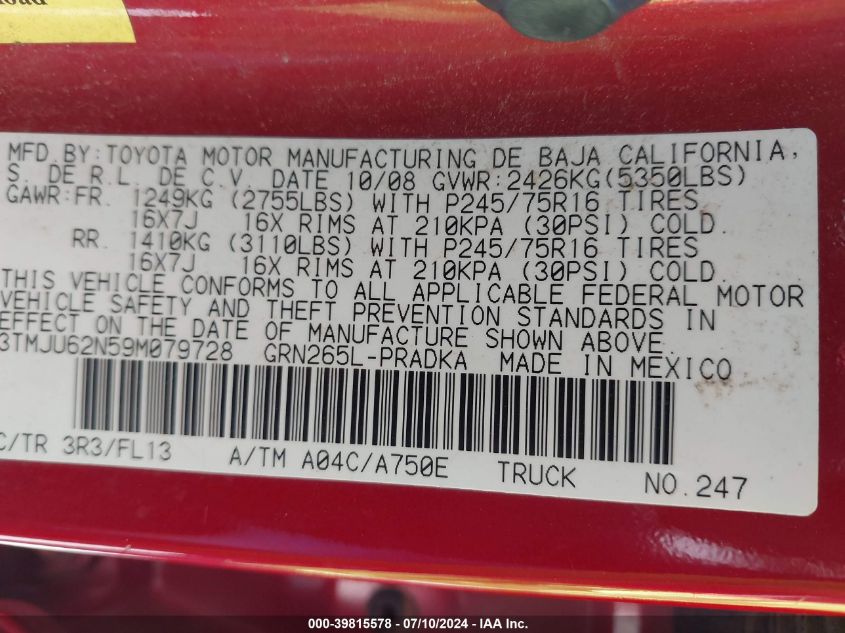 MFD.BY:TOYOTA MOTOR MANUFACTURING DE BAJA CALIFORNIA,
S. DE R.L. DE C.V. DATE 10/08 GVWR:2426KG(5350LBS)
GAWR:FR. 1249KG (2755LBS) WITH P245/75R16 TIRES
16X7J 16X RIMS AT 210KPA (30PSI) COLD.
RR. 1410KG (3110LBS) WITH P245/75R16 TIRES
16X7J 16X RIMS AT 210KPA (30PSI) COLD.
THIS VEHICLE CONFORMS TO ALL APPLICABLE FEDERAL MOTOR
VEHICLE SAFETY AND THEFT PREVENTION STANDARDS IN
EFFECT ON THE DATE OF MANUFACTURE SHOWN ABOVE.
3TMJU62N59M079728 GRN265L-PRADKA MADE IN MEXICO
C/TR 3R3/FL13 A/TM A04C/A750E TRUCK NO.247
000-39815578 / 07/10/2024 - IAA Inc.